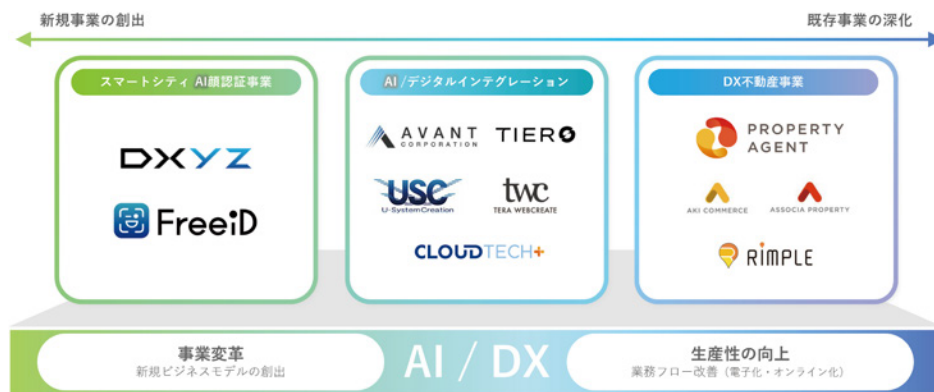 新規事業の創出
既存事業の深化
スマートシティ AI顔認証事業
DXYZ
FreeiD
AI /デジタルインテグレーション
AVANT
CORPORATION
TIERO
USC
U-SystemCreation
twc
TERA WEBCREATE
CLOUDTECH+
DX不動産事業
PROPERTY
AGENT
AKI COMMERCE
ASSOCIA PROPERTY
RIMPLE
事業変革
新規ビジネスモデルの創出
AI / DX
生産性の向上
業務フロー改善（電子化・オンライン化）